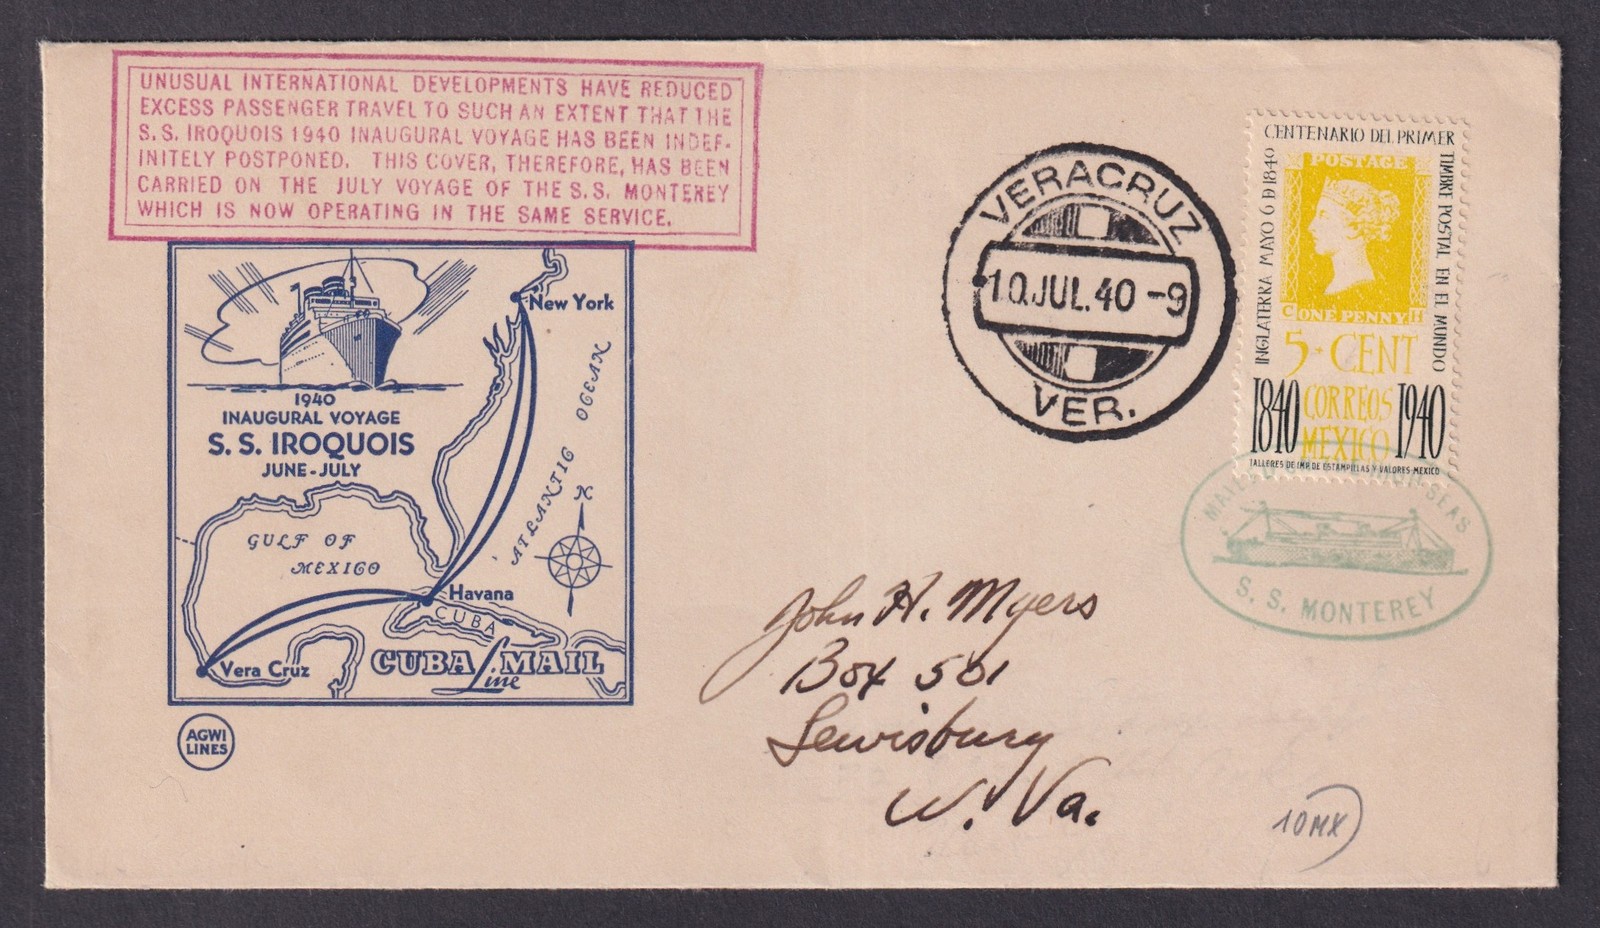 UNUSUAL INTERNATIONAL DEVELOPMENTS HAVE REDUCED
EXCESS PASSENGER TRAVEL TO SUCH AN EXTENT THAT THE
S.S. IROQUOIS 1940 INAUGURAL VOYAGE HAS BEEN INDEF-
INITELY POSTPONED. THIS COVER, THEREFORE, HAS BEEN
CARRIED ON THE JULY VOYAGE OF THE S.S. MONTEREY
WHICH IS NOW OPERATING IN THE SAME SERVICE.
New York
1940
INAUGURAL VOYAGE
S. S. IROQUOIS
JUNE-JULY
ATLANTIC OCEAN
N
GULF OF
MEXICO
Havana
CUBA
Vera Cruz
CUBA MAIL
Line
AGWI
LINES
VERACRUZ
10.JUL.40 -9
VER.
CENTENARIO DEL PRIMER
TIMBRE POSTAL EN EL MUNDO
INGLATERRA MAYO 6 D 1840
POSTAGE
C ONE PENNY H
5 CENT
1840 CORREOS 1940
MEXICO
TALLERES DE IMP. DE ESTAMPILLAS Y VALORES-MEXICO
SEAS
S. S. MONTEREY
John H. Myers
Box 501
Lewisburg
W. Va.
10MX